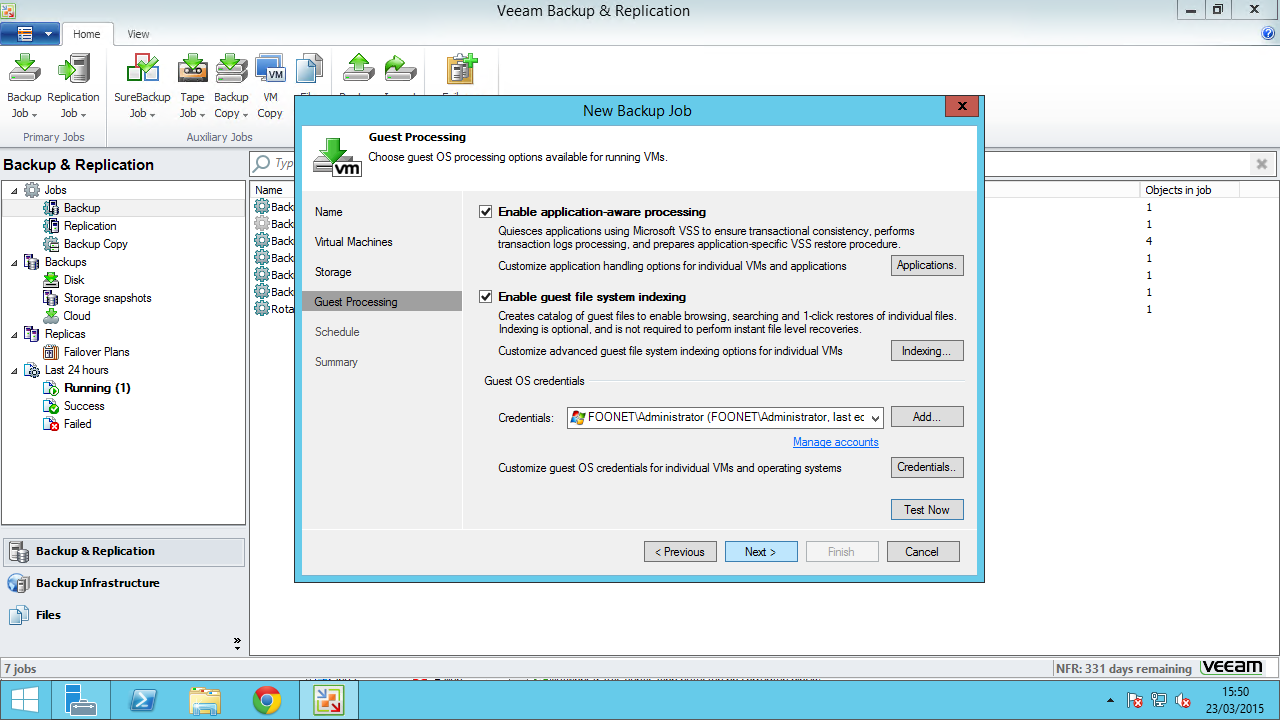 Veeam Backup & Replication
Home
View
Backup
Job
Replication
Job
SureBackup
Job
Tape
Job
Backup
Copy
VM
Copy
Primary Jobs
Auxiliary Jobs
Backup & Replication
Jobs
Backup
Replication
Backup Copy
Backups
Disk
Storage snapshots
Cloud
Replicas
Failover Plans
Last 24 hours
Running (1)
Success
Failed
Backup & Replication
Backup Infrastructure
Files
Typ
Name
Objects in job
Back
1
Back
1
Back
4
Back
1
Back
1
Back
1
Rota
1
New Backup Job
vm
Guest Processing
Choose guest OS processing options available for running VMs.
Name
Virtual Machines
Storage
Guest Processing
Schedule
Summary
Enable application-aware processing
Quiesces applications using Microsoft VSS to ensure transactional consistency, performs
transaction logs processing, and prepares application-specific VSS restore procedure.
Customize application handling options for individual VMs and applications
Applications.
Enable guest file system indexing
Creates catalog of guest files to enable browsing, searching and 1-click restores of individual files.
Indexing is optional, and is not required to perform instant file level recoveries.
Customize advanced guest file system indexing options for individual VMs
Indexing...
Guest OS credentials
Credentials:
FOONET\Administrator (FOONET\Administrator, last ec
Add...
Manage accounts
Customize guest OS credentials for individual VMs and operating systems
Credentials..
Test Now
< Previous
Next >
Finish
Cancel
7 jobs
NFR: 331 days remaining
veeam
15:50
23/03/2015